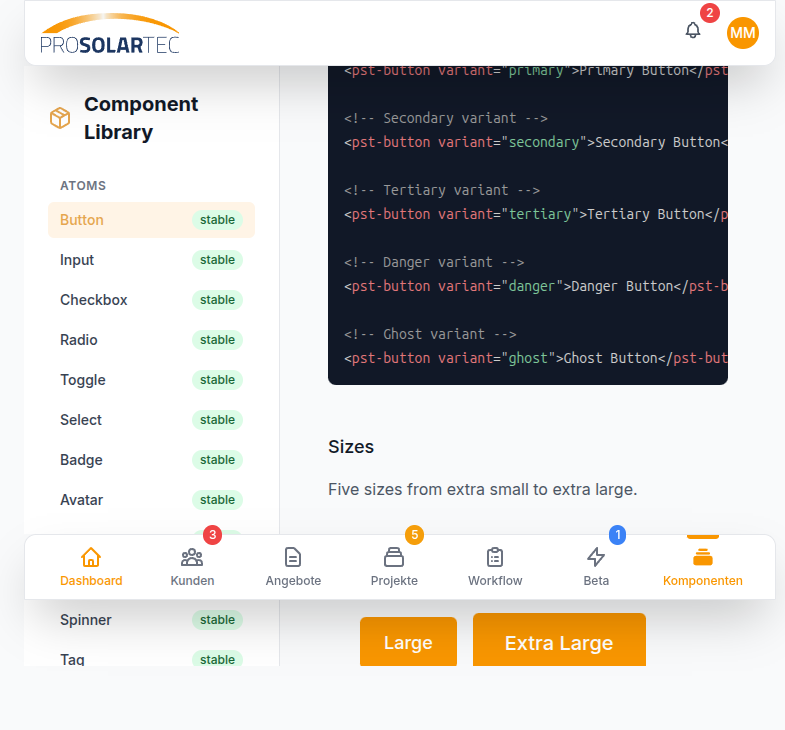 PROSOLARTEC
2
MM
Component
Library
ATOMS
Button stable
Input stable
Checkbox stable
Radio stable
Toggle stable
Select stable
Badge stable
Avatar stable
Spinner stable
Tag stable
<pst-button variant="primary">Primary Button</pst
<!-- Secondary variant -->
<pst-button variant="secondary">Secondary Button<
<!-- Tertiary variant -->
<pst-button variant="tertiary">Tertiary Button</p
<!-- Danger variant -->
<pst-button variant="danger">Danger Button</pst-b
<!-- Ghost variant -->
<pst-button variant="ghost">Ghost Button</pst-but
Sizes
Five sizes from extra small to extra large.
Large Extra Large
3 5 1
Dashboard Kunden Angebote Projekte Workflow Beta Komponenten